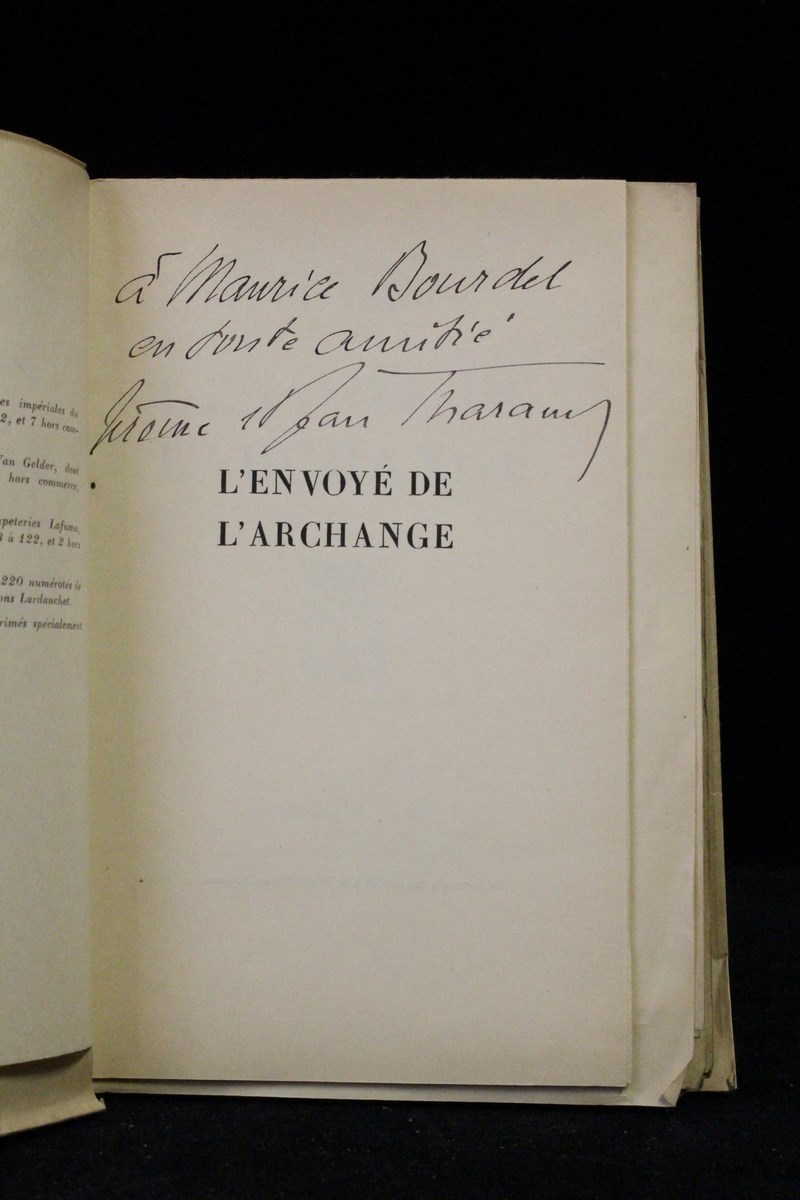 es impériales du
2, et 7 hors com-
an Gelder, dont
hors commerce.
peteries Lafuma,
à 122, et 2 hors
220 numérotés de
ons Lardanchet.
rimés spécialement
à Maurice Bourdel
en toute amitié
Jérôme et Jean Tharaud
L'ENVOYÉ DE
L'ARCHANGE